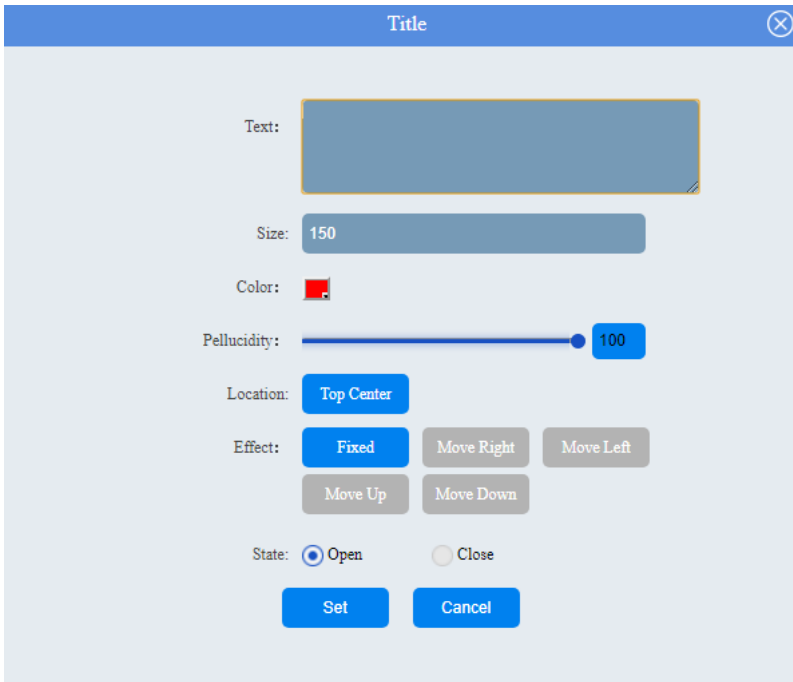 Title
Text:
Size: 150
Color:
Pellucidity: 100
Location: Top Center
Effect: Fixed Move Right Move Left
Move Up Move Down
State: Open Close
Set Cancel